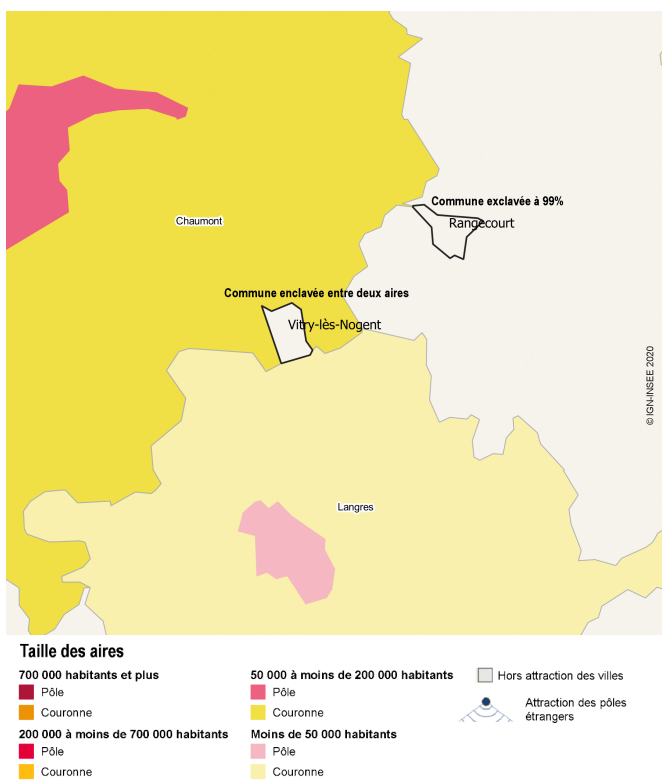 Commune exclavée à 99%
Rangecourt
Chaumont
Commune enclavée entre deux aires
Vitry-lès-Nogent
© IGN-INSEE 2020
Langres
Taille des aires
700 000 habitants et plus
Pôle
Couronne
200 000 à moins de 700 000 habitants
Pôle
Couronne
50 000 à moins de 200 000 habitants
Pôle
Couronne
Moins de 50 000 habitants
Pôle
Couronne
Hors attraction des villes
Attraction des pôles
étrangers